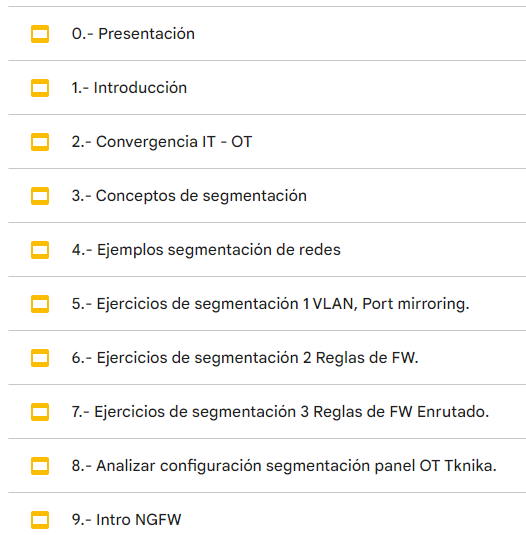 0.- Presentación
1.- Introducción
2.- Convergencia IT - OT
3.- Conceptos de segmentación
4.- Ejemplos segmentación de redes
5.- Ejercicios de segmentación 1 VLAN, Port mirroring.
6.- Ejercicios de segmentación 2 Reglas de FW.
7.- Ejercicios de segmentación 3 Reglas de FW Enrutado.
8.- Analizar configuración segmentación panel OT Tknika.
9.- Intro NGFW